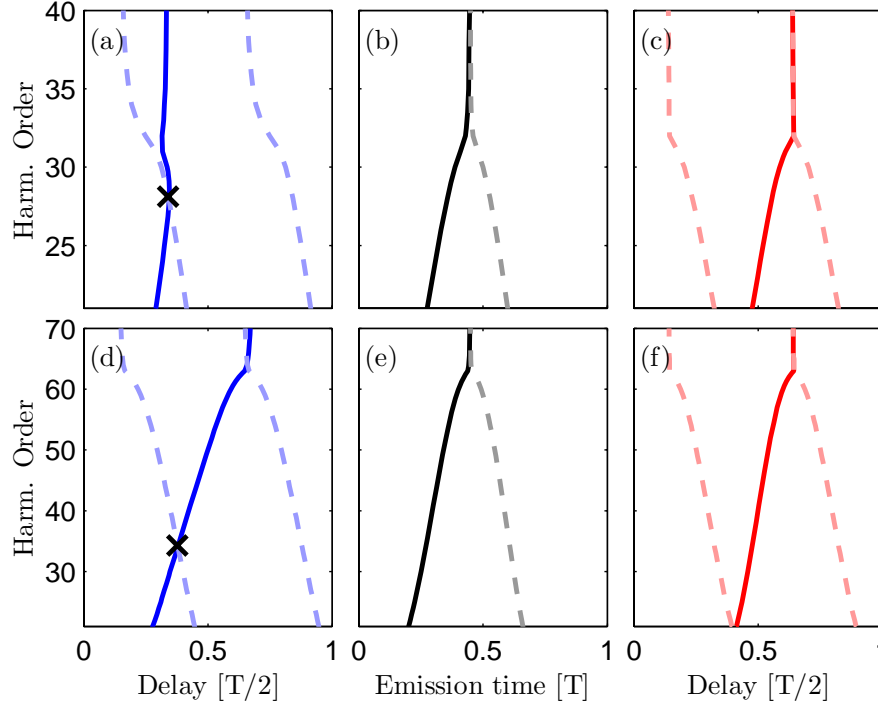 40
35
30
25
Harm. Order
(a)
(b)
(c)
70
60
50
40
30
Harm. Order
(d)
(e)
(f)
0 0.5 1
0 0.5 1
0 0.5 1
Delay [T/2]
Emission time [T]
Delay [T/2]